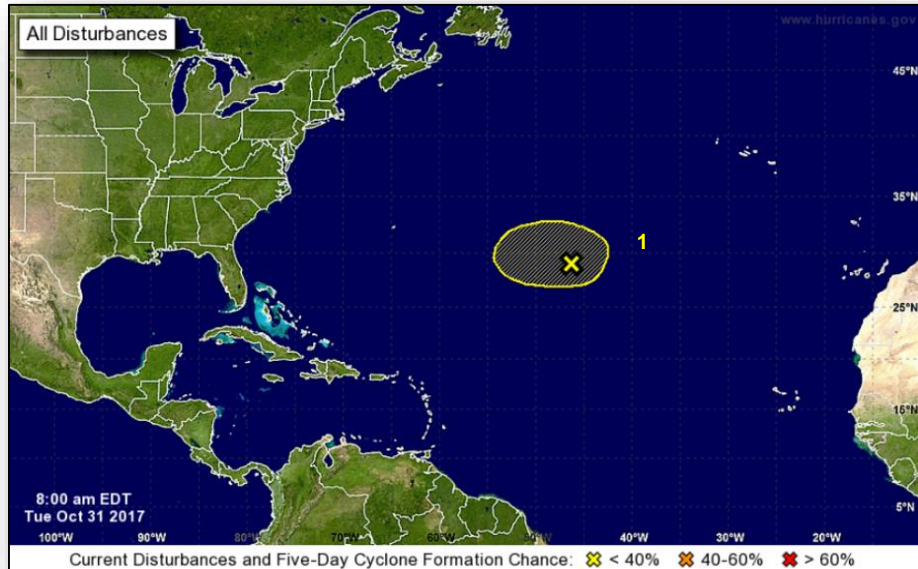 All Disturbances
www.hurricanes.gov
45°N
35°N
1
25°N
15°N
8:00 am EDT
Tue Oct 31 2017
5°N
100°W 90°W 80°W 70°W 60°W 50°W 40°W 30°W 20°W
Current Disturbances and Five-Day Cyclone Formation Chance: < 40% 40-60% > 60%